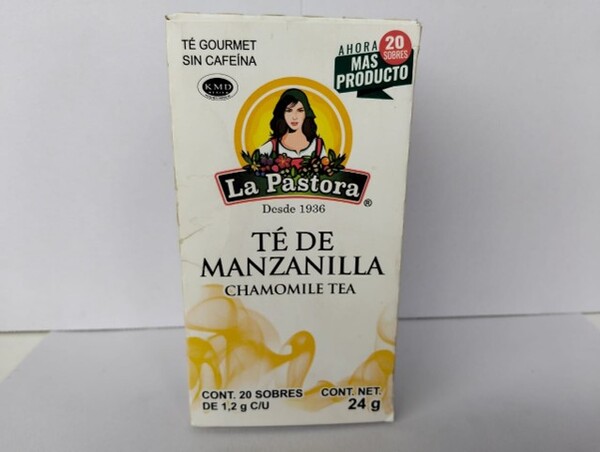 TÉ GOURMET
SIN CAFEÍNA
KMD
AHORA
20
SOBRES
MAS
PRODUCTO
La Pastora®
Desde 1936
TÉ DE
MANZANILLA
CHAMOMILE TEA
CONT. 20 SOBRES
DE 1,2 g C/U
CONT. NET.
24 g